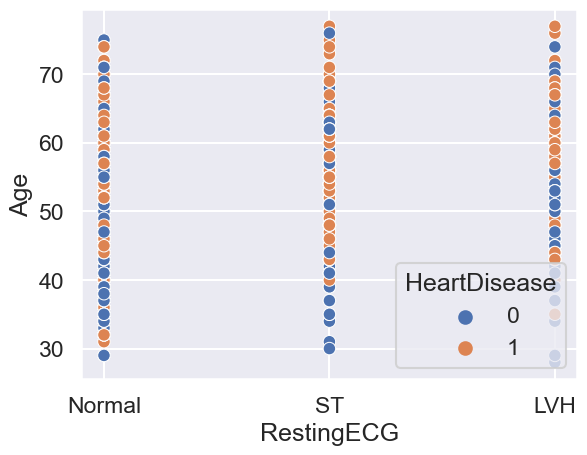 Age
70
60
50
40
30
Normal
ST
LVH
RestingECG
HeartDisease
0
1